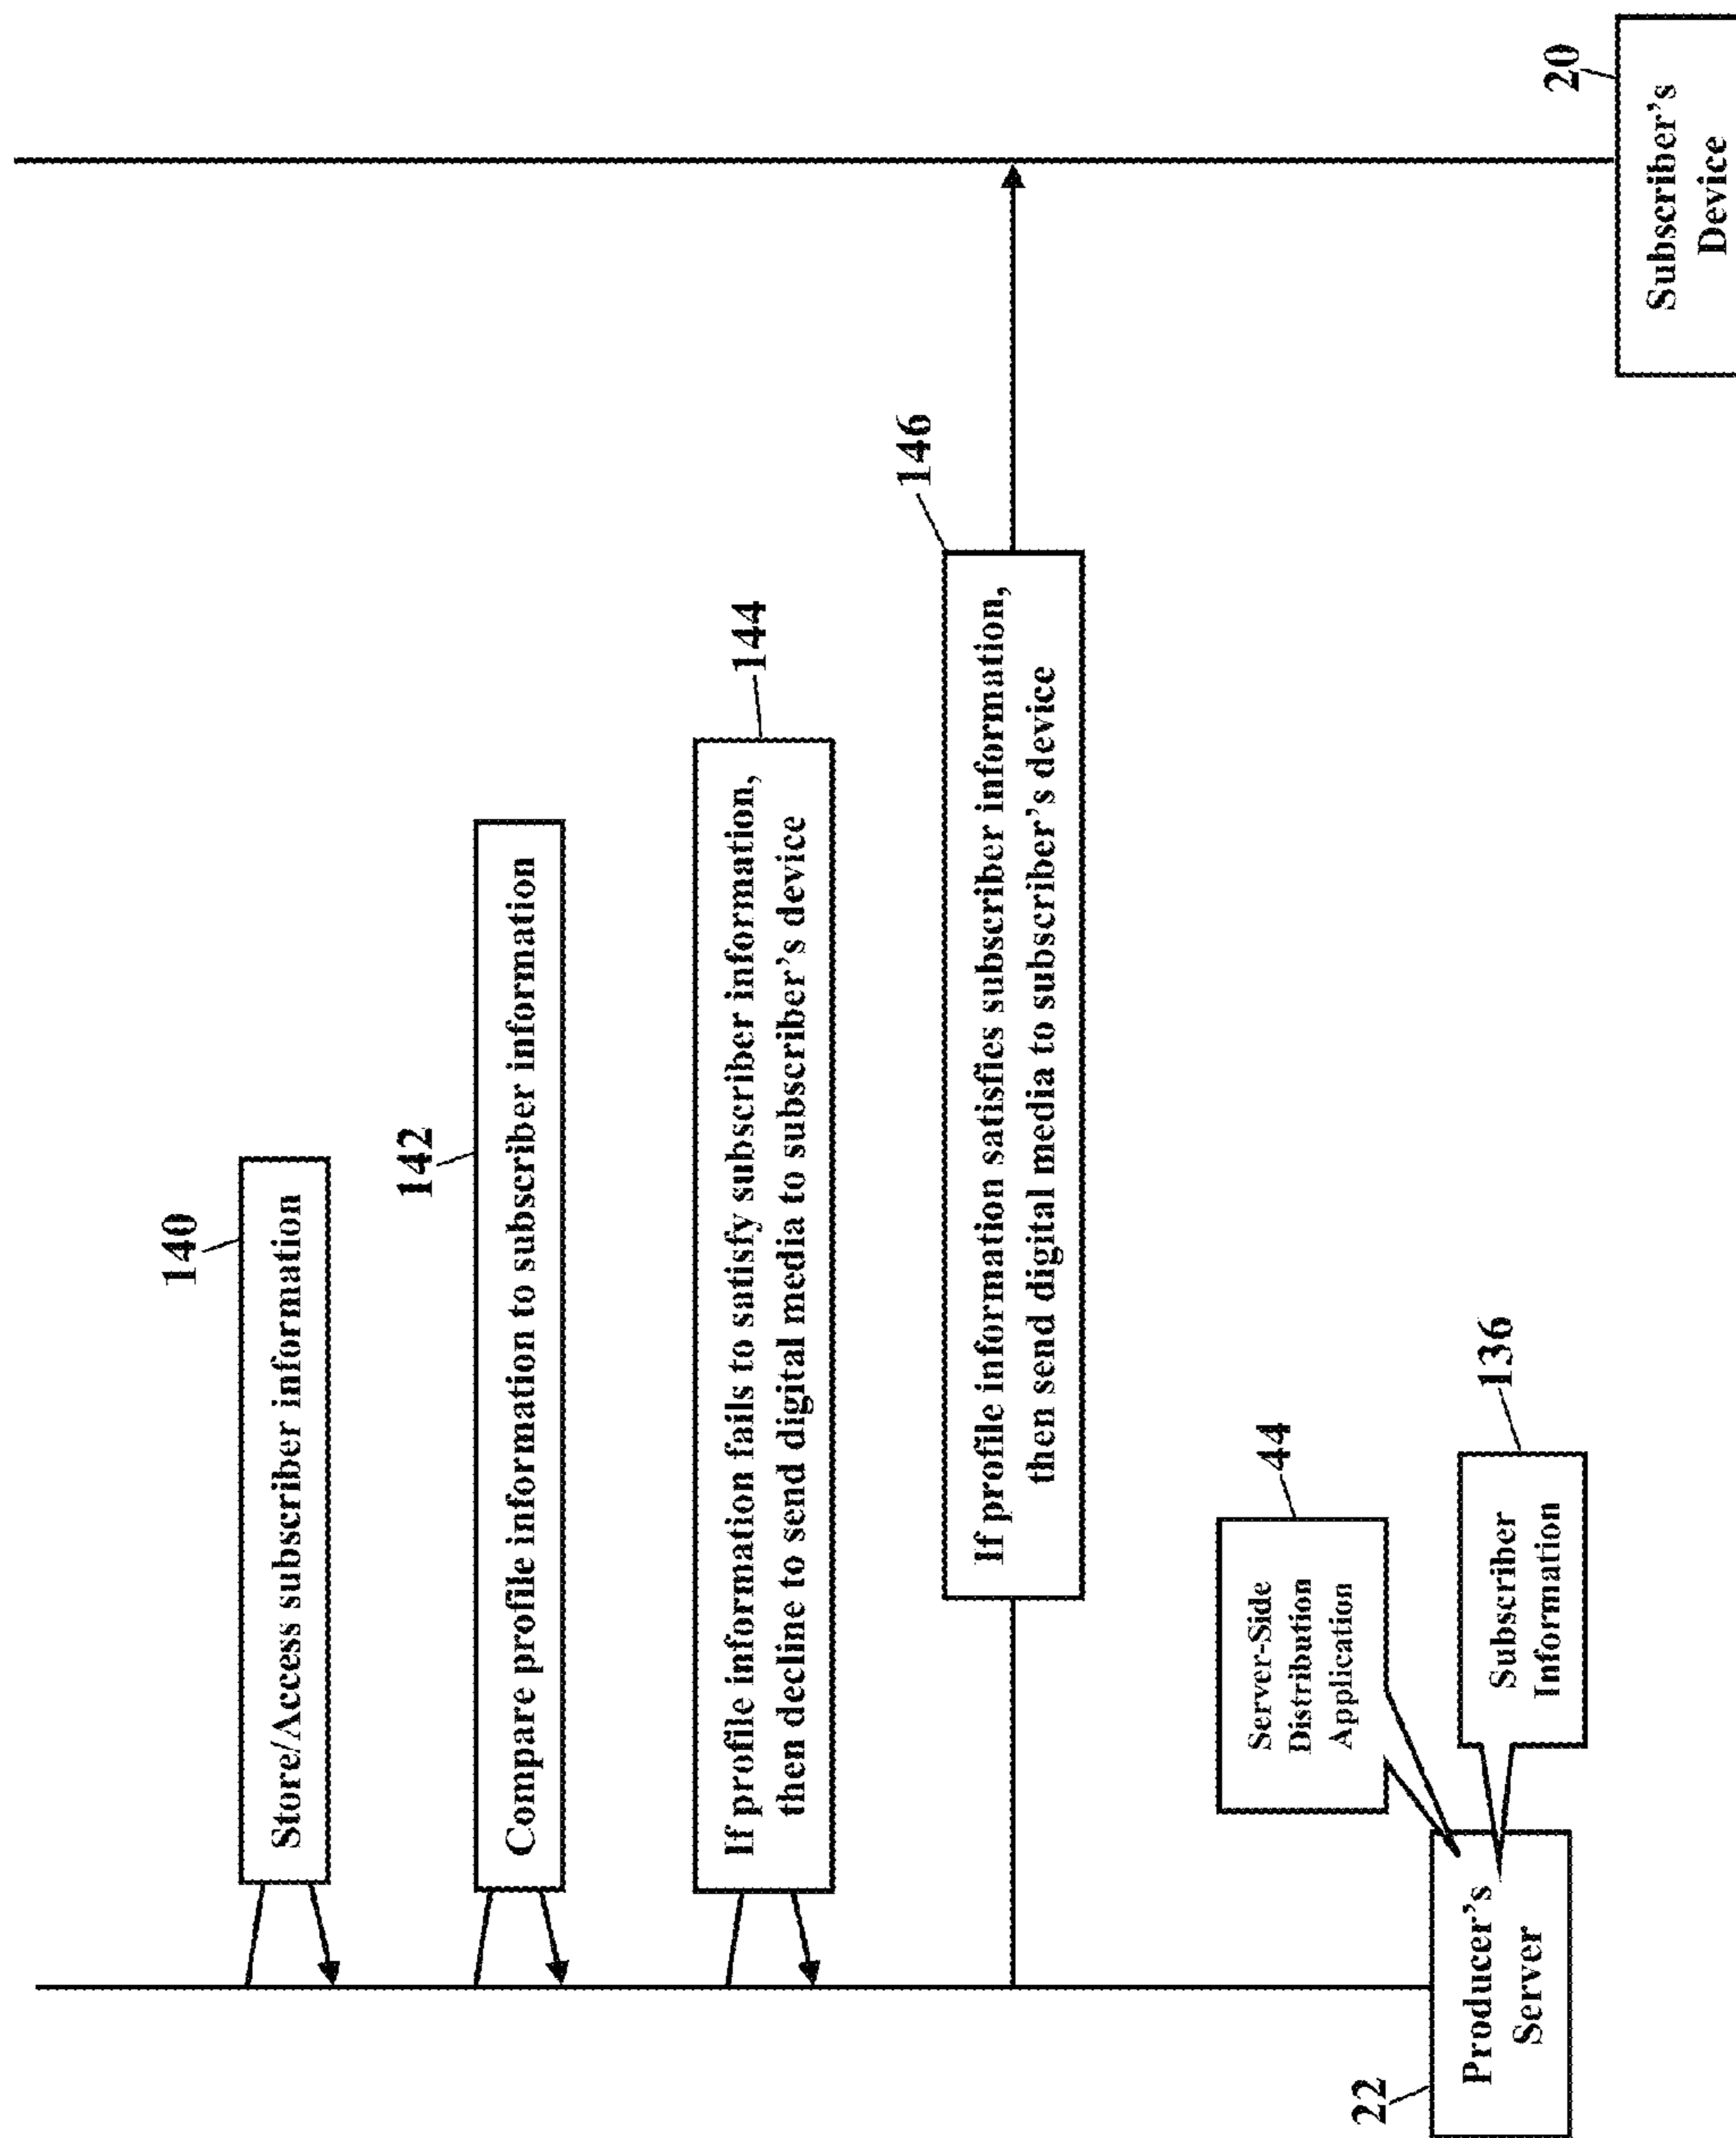 140
Store/Access subscriber information
142
Compare profile information to subscriber information
144
If profile information fails to satisfy subscriber information,
then decline to send digital media to subscriber's device
146
If profile information satisfies subscriber information,
then send digital media to subscriber's device
44
Server-Side
Distribution
Application
136
Subscriber
Information
22
Producer's
Server
20
Subscriber's
Device